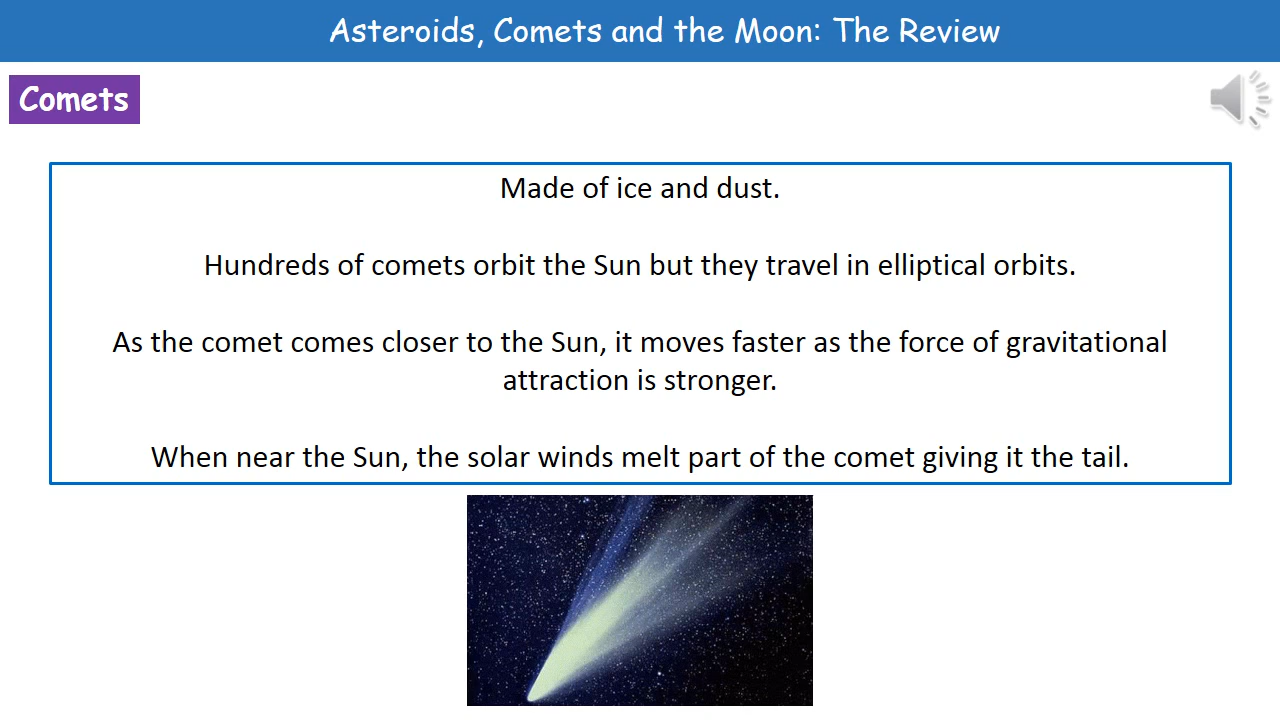 Asteroids, Comets and the Moon: The Review
Comets
Made of ice and dust.
Hundreds of comets orbit the Sun but they travel in elliptical orbits.
As the comet comes closer to the Sun, it moves faster as the force of gravitational
attraction is stronger.
When near the Sun, the solar winds melt part of the comet giving it the tail.